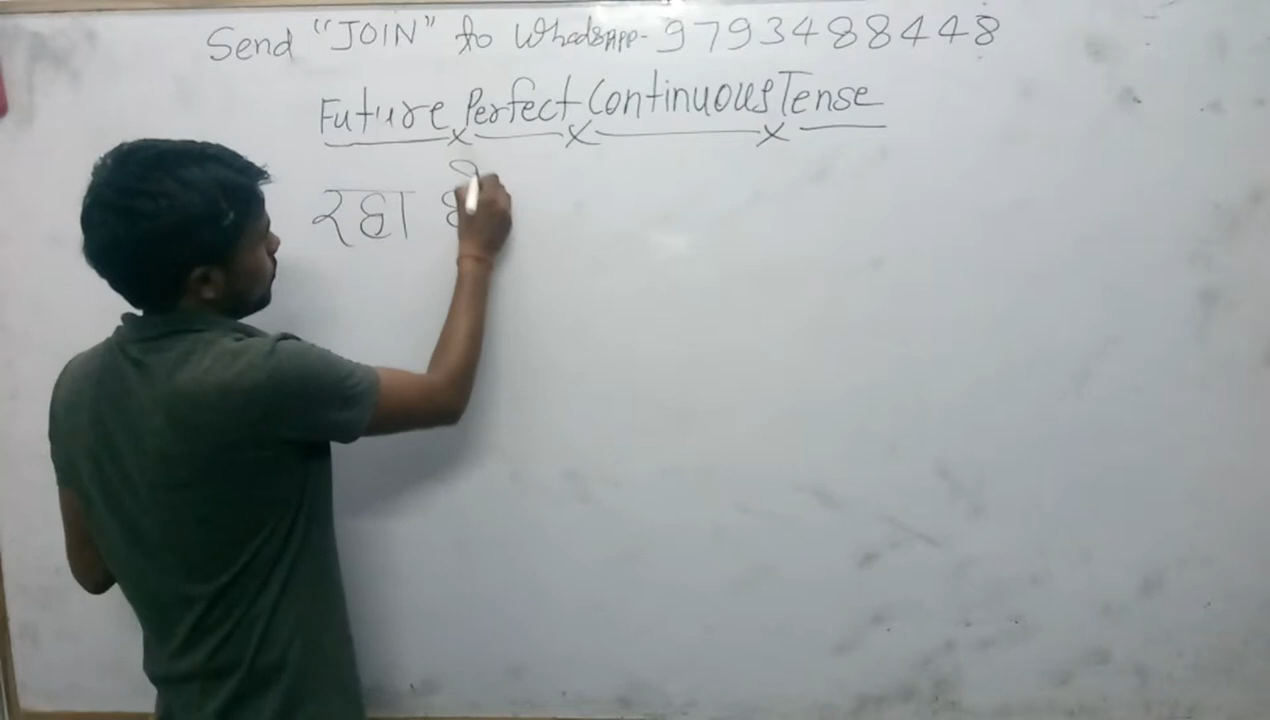 Send "JOIN" to WhatsApp- 9793488448
Future Perfect Continuous Tense
रहा